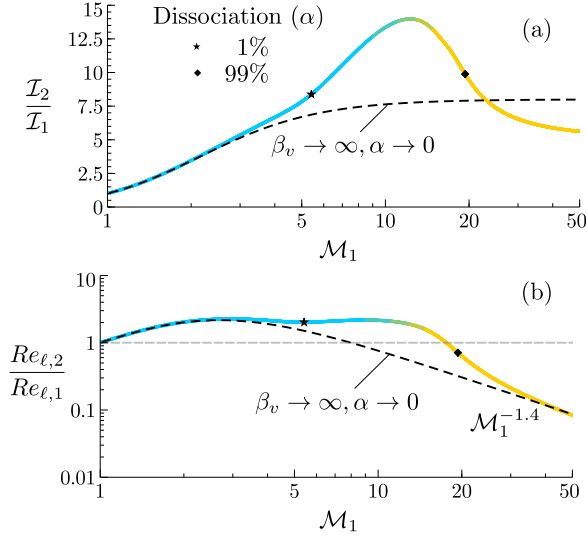 Dissociation (α)
1%
99%
(a)
I₂/I₁
15
12.5
10
7.5
5
2.5
0
βᵥ → ∞, α → 0
1 5 10 20 50
M₁
(b)
Re_ℓ,₂/Re_ℓ,₁
10
1
0.1
0.01
βᵥ → ∞, α → 0
M₁^−1.4
1 5 10 20 50
M₁